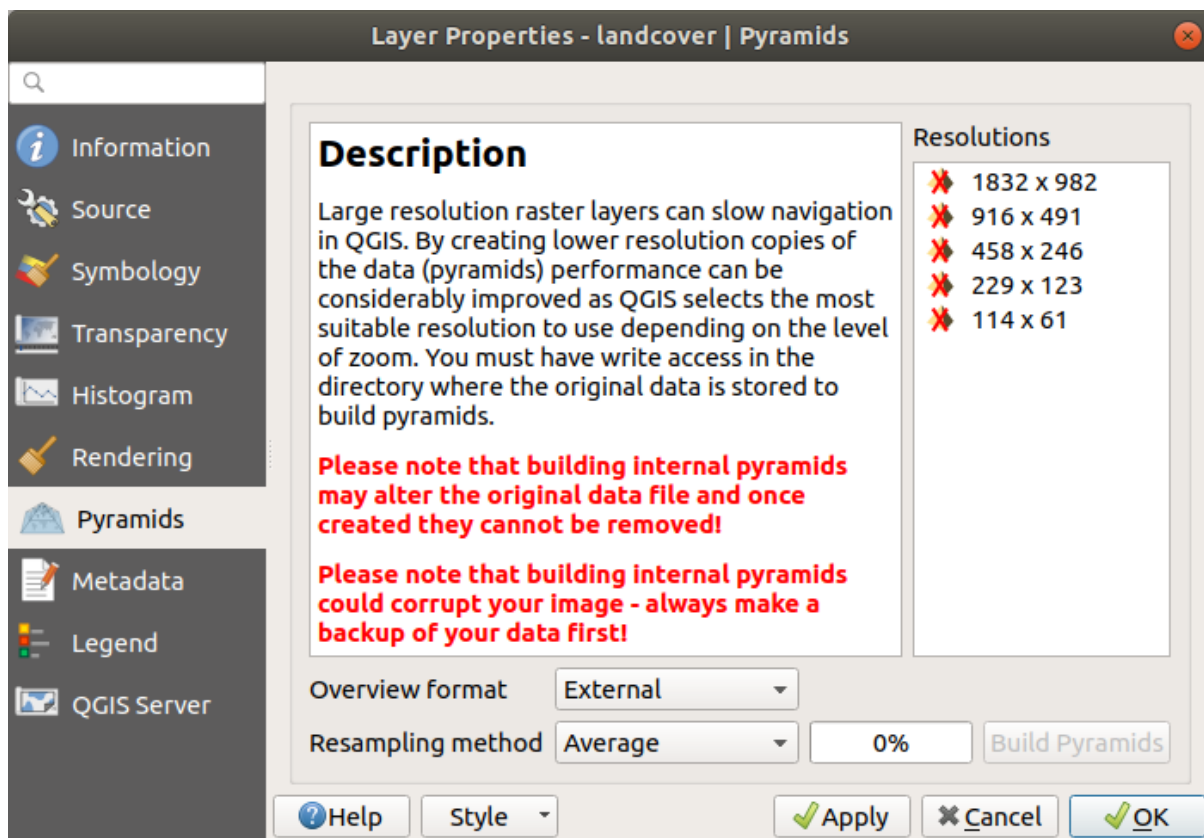 Layer Properties - landcover | Pyramids
Information
Source
Symbology
Transparency
Histogram
Rendering
Pyramids
Metadata
Legend
QGIS Server
Description
Large resolution raster layers can slow navigation
in QGIS. By creating lower resolution copies of
the data (pyramids) performance can be
considerably improved as QGIS selects the most
suitable resolution to use depending on the level
of zoom. You must have write access in the
directory where the original data is stored to
build pyramids.
Please note that building internal pyramids
may alter the original data file and once
created they cannot be removed!
Please note that building internal pyramids
could corrupt your image - always make a
backup of your data first!
Resolutions
1832 x 982
916 x 491
458 x 246
229 x 123
114 x 61
Overview format External
Resampling method Average 0% Build Pyramids
Help Style Apply Cancel OK